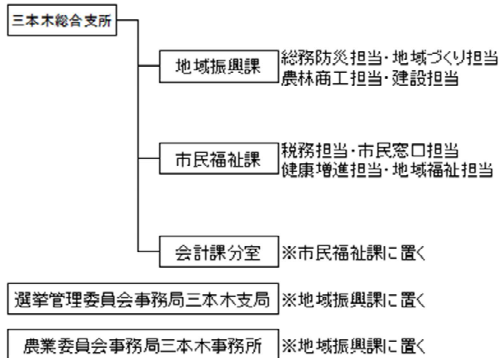 三本木総合支所
地域振興課
総務防災担当・地域づくり担当
農林商工担当・建設担当
市民福祉課
税務担当・市民窓口担当
健康増進担当・地域福祉担当
会計課分室
※市民福祉課に置く
選挙管理委員会事務局三本木支局
※地域振興課に置く
農業委員会事務局三本木事務所
※地域振興課に置く